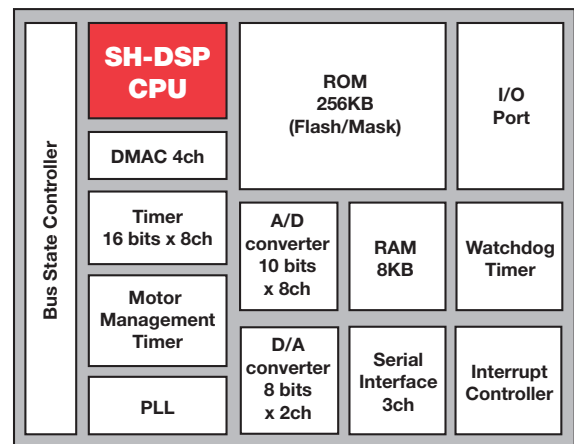 Bus State Controller
SH-DSP
CPU
DMAC 4ch
Timer
16 bits x 8ch
Motor
Management
Timer
PLL
ROM
256KB
(Flash/Mask)
I/O
Port
A/D
converter
10 bits
x 8ch
RAM
8KB
Watchdog
Timer
D/A
converter
8 bits
x 2ch
Serial
Interface
3ch
Interrupt
Controller